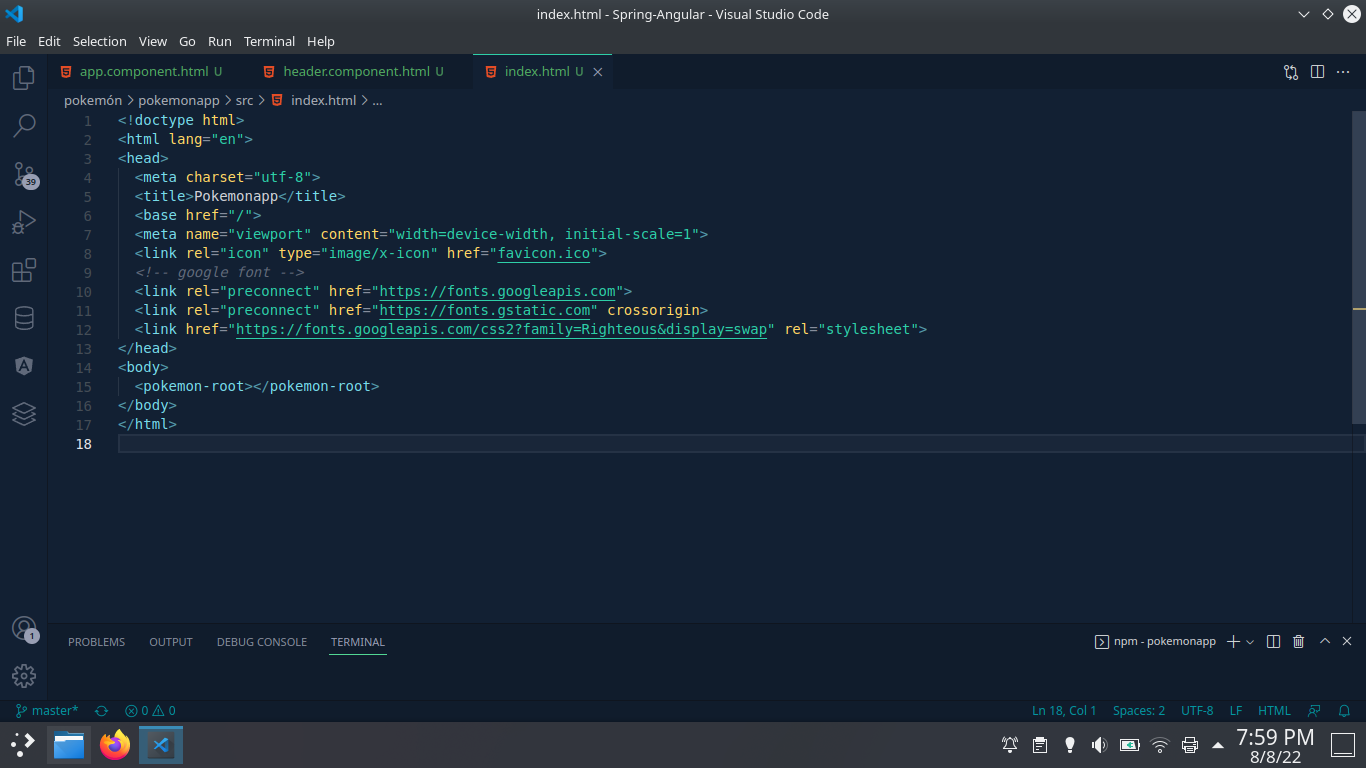 index.html - Spring-Angular - Visual Studio Code
File Edit Selection View Go Run Terminal Help
app.component.html U header.component.html U index.html U
pokemón > pokemonapp > src > index.html > ...
1 <!doctype html>
2 <html lang="en">
3 <head>
4 <meta charset="utf-8">
5 <title>Pokemonapp</title>
6 <base href="/">
7 <meta name="viewport" content="width=device-width, initial-scale=1">
8 <link rel="icon" type="image/x-icon" href="favicon.ico">
9 <!-- google font -->
10 <link rel="preconnect" href="https://fonts.googleapis.com">
11 <link rel="preconnect" href="https://fonts.gstatic.com" crossorigin>
12 <link href="https://fonts.googleapis.com/css2?family=Righteous&display=swap" rel="stylesheet">
13 </head>
14 <body>
15 <pokemon-root></pokemon-root>
16 </body>
17 </html>
18
39
1
PROBLEMS OUTPUT DEBUG CONSOLE TERMINAL npm - pokemonapp
master* 0 0 Ln 18, Col 1 Spaces: 2 UTF-8 LF HTML
7:59 PM
8/8/22